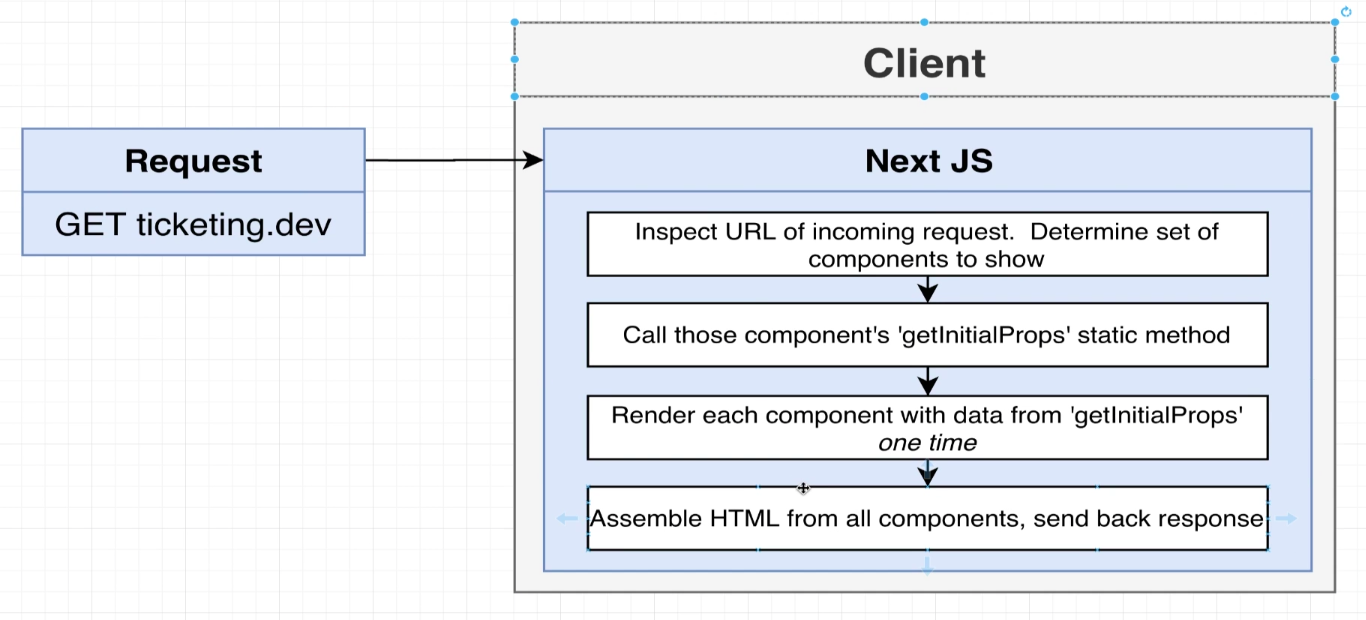 Client
Request
GET ticketing.dev
Next JS
Inspect URL of incoming request.  Determine set of
components to show
Call those component's 'getInitialProps' static method
Render each component with data from 'getInitialProps'
one time
Assemble HTML from all components, send back response